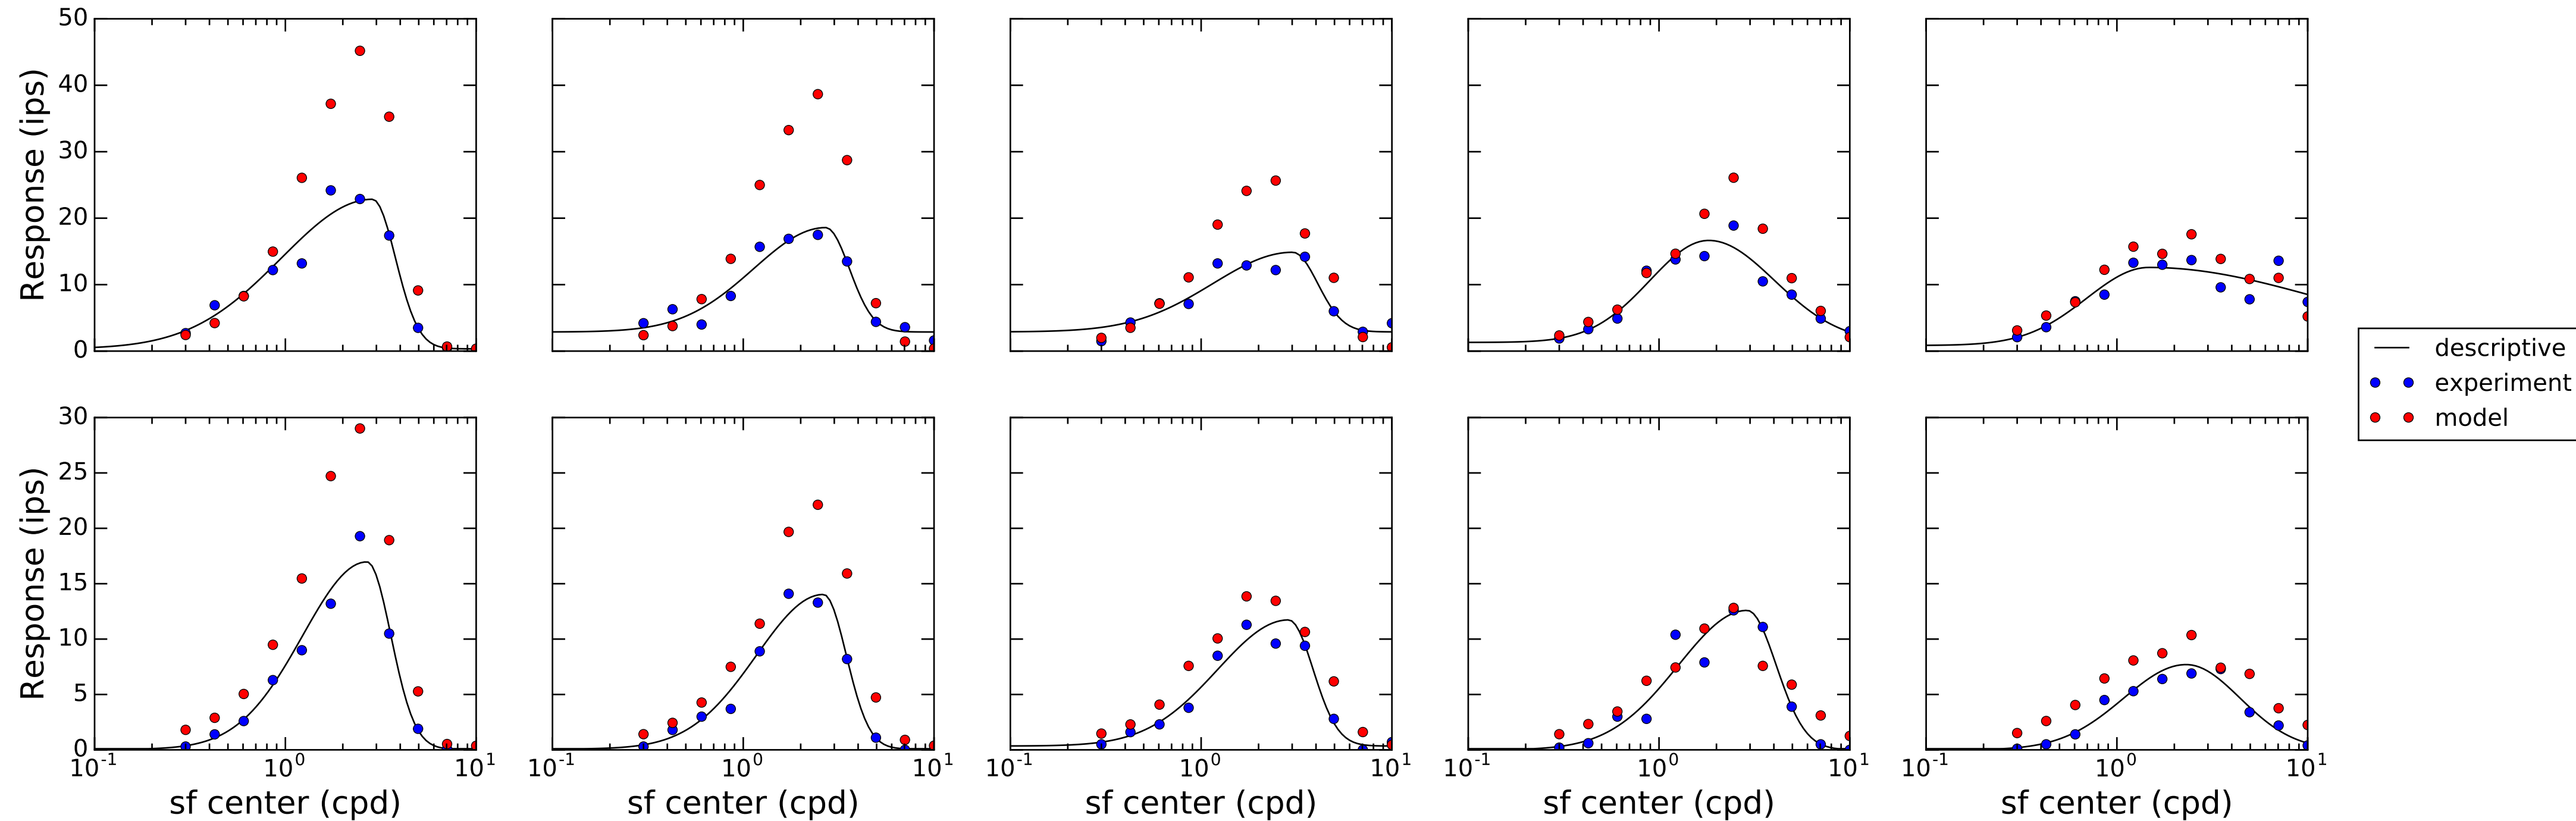 50
40
30
20
10
0
Response (ips)
descriptive
experiment
model
30
25
20
15
10
5
0
Response (ips)
10^-1 10^0 10^1 10^-1 10^0 10^1 10^-1 10^0 10^1 10^-1 10^0 10^1 10^-1 10^0 10^1
sf center (cpd) sf center (cpd) sf center (cpd) sf center (cpd) sf center (cpd)